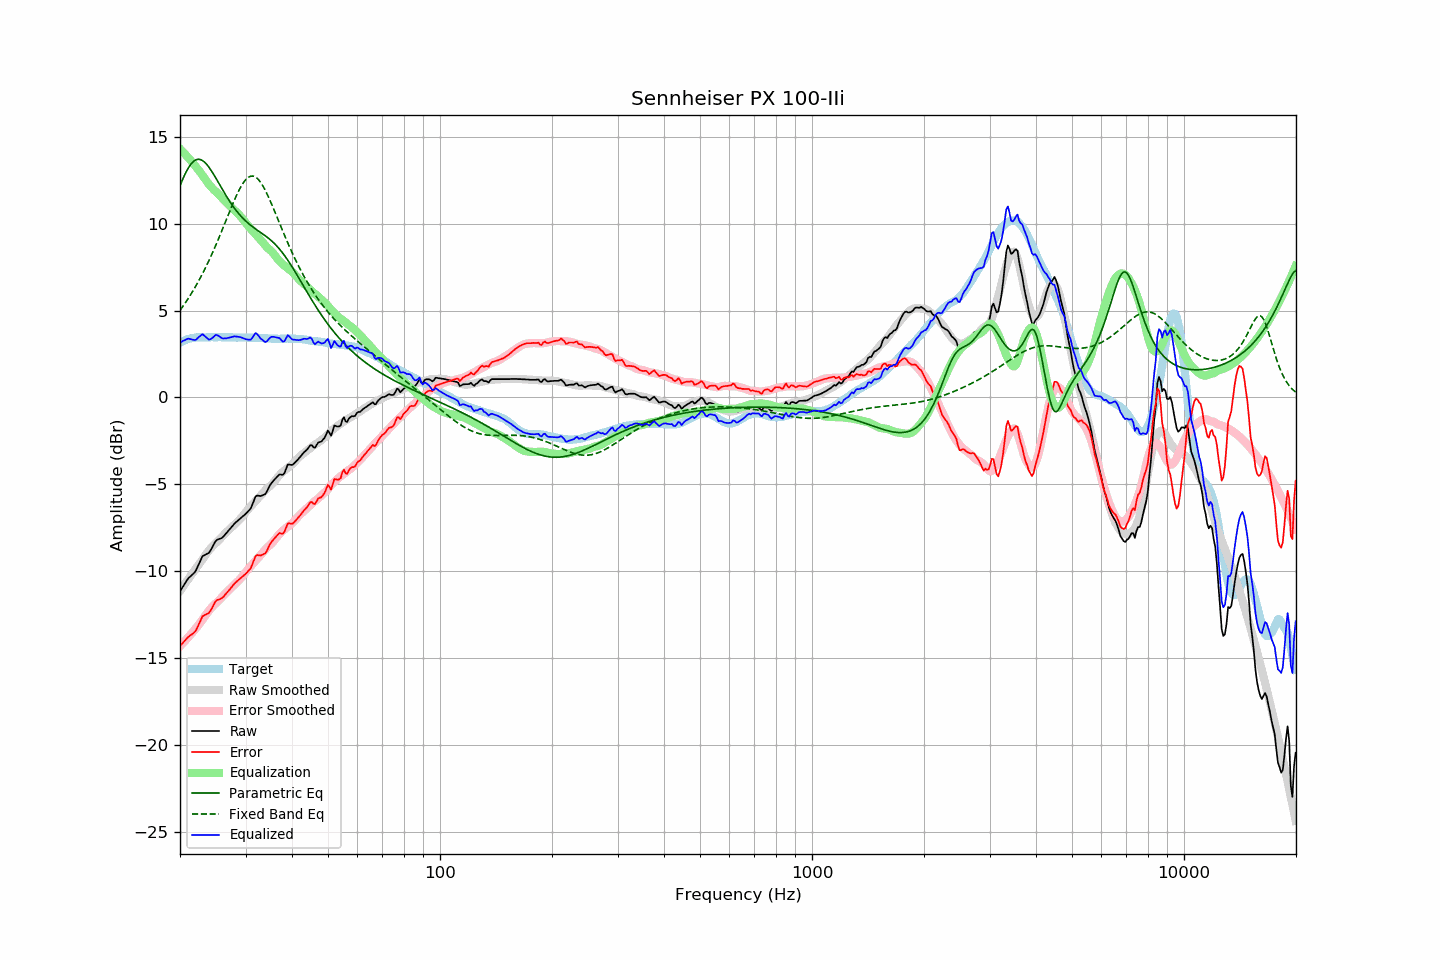 Sennheiser PX 100-IIi
15
10
5
0
−5
−10
−15
−20
−25
Amplitude (dBr)
Target
Raw Smoothed
Error Smoothed
Raw
Error
Equalization
Parametric Eq
Fixed Band Eq
Equalized
100
1000
10000
Frequency (Hz)